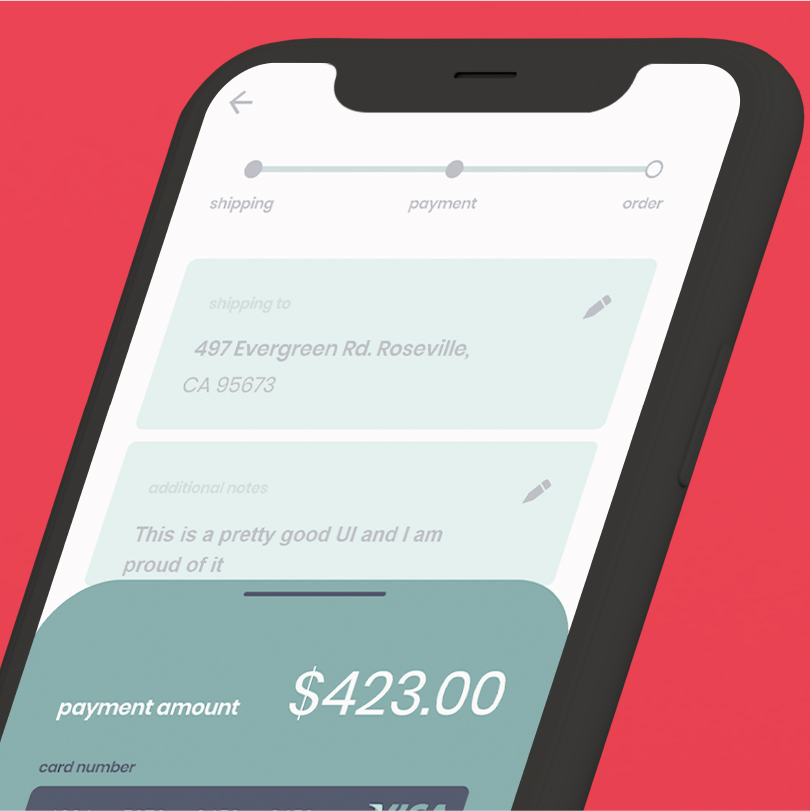 shipping payment order
shipping to
497 Evergreen Rd. Roseville,
CA 95673
additional notes
This is a pretty good UI and I am
proud of it
payment amount $423.00
card number
VISA